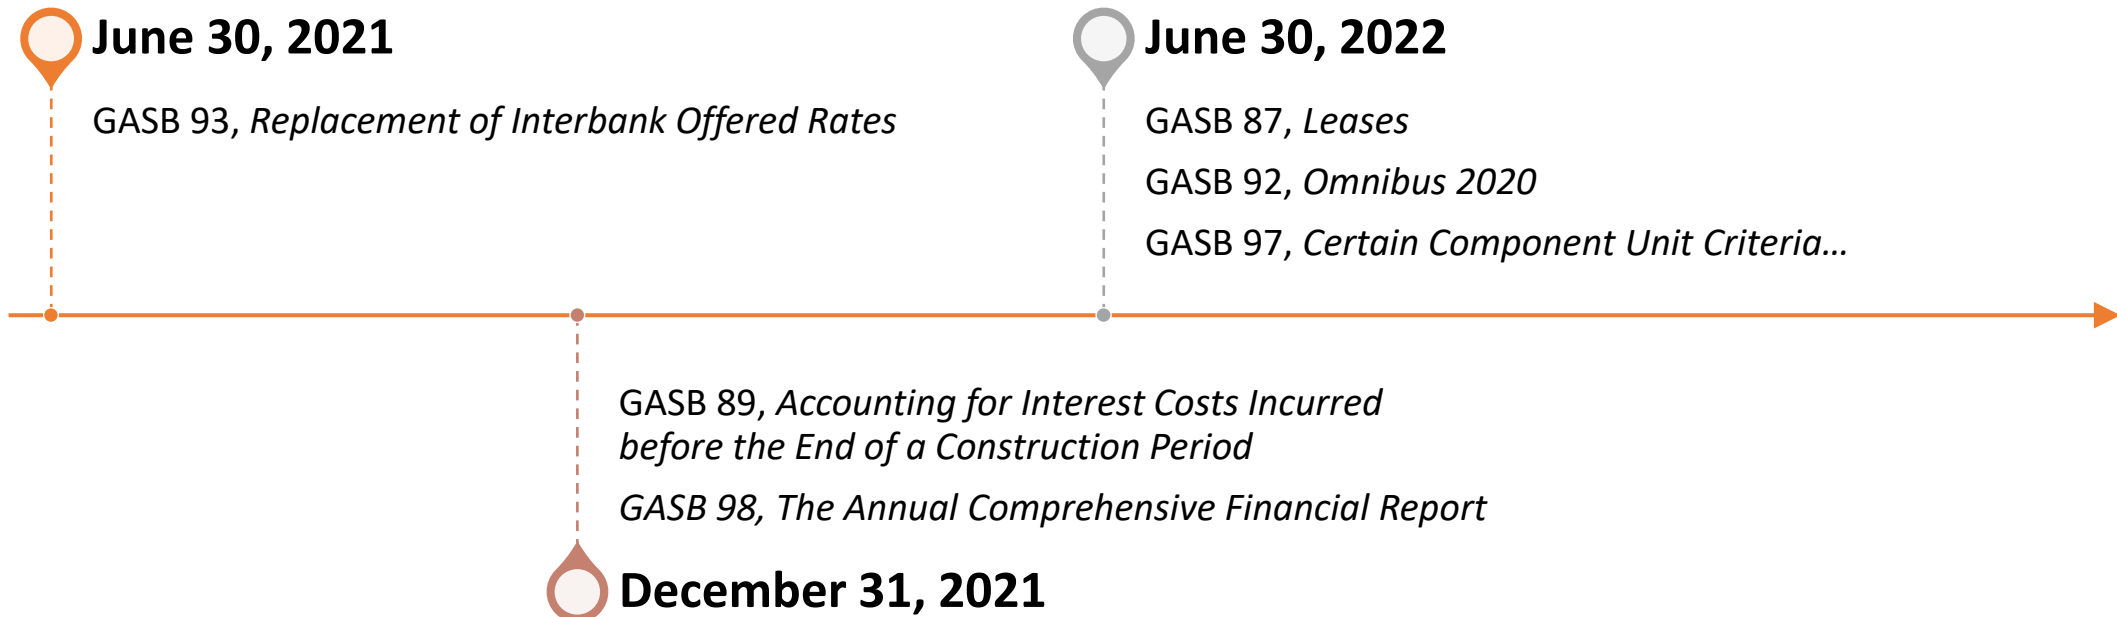 June 30, 2021
GASB 93, Replacement of Interbank Offered Rates
June 30, 2022
GASB 87, Leases
GASB 92, Omnibus 2020
GASB 97, Certain Component Unit Criteria…
GASB 89, Accounting for Interest Costs Incurred
before the End of a Construction Period
GASB 98, The Annual Comprehensive Financial Report
December 31, 2021